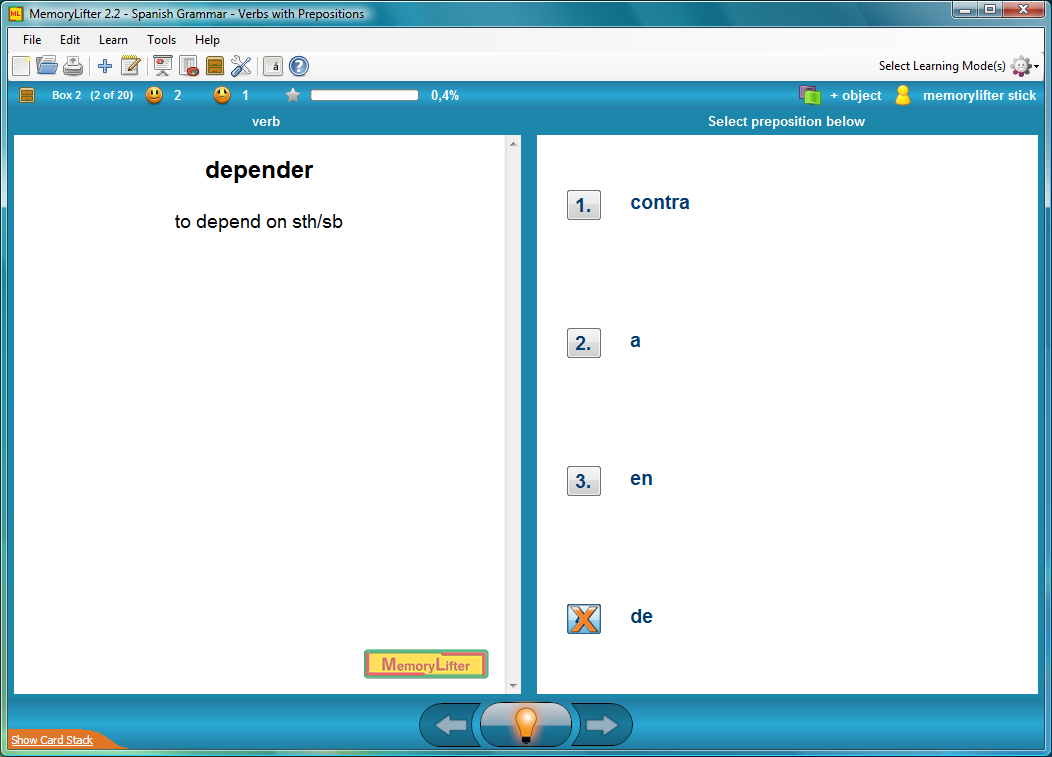 ML MemoryLifter 2.2 - Spanish Grammar - Verbs with Prepositions
File Edit Learn Tools Help
á ? Select Learning Mode(s)
Box 2 (2 of 20) 2 1 0,4% + object memorylifter stick
verb
Select preposition below
depender
to depend on sth/sb
MemoryLifter
1. contra
2. a
3. en
X de
Show Card Stack